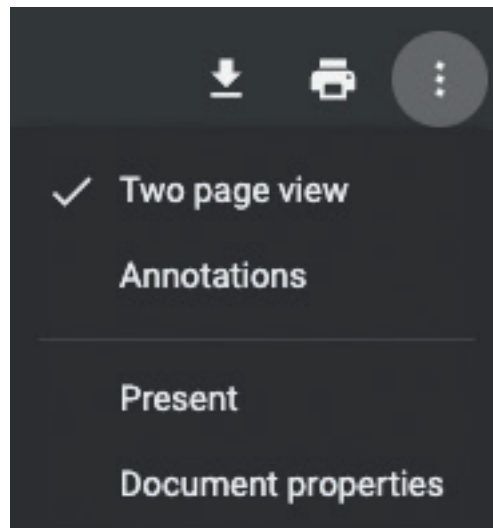 Two page view
Annotations
Present
Document properties